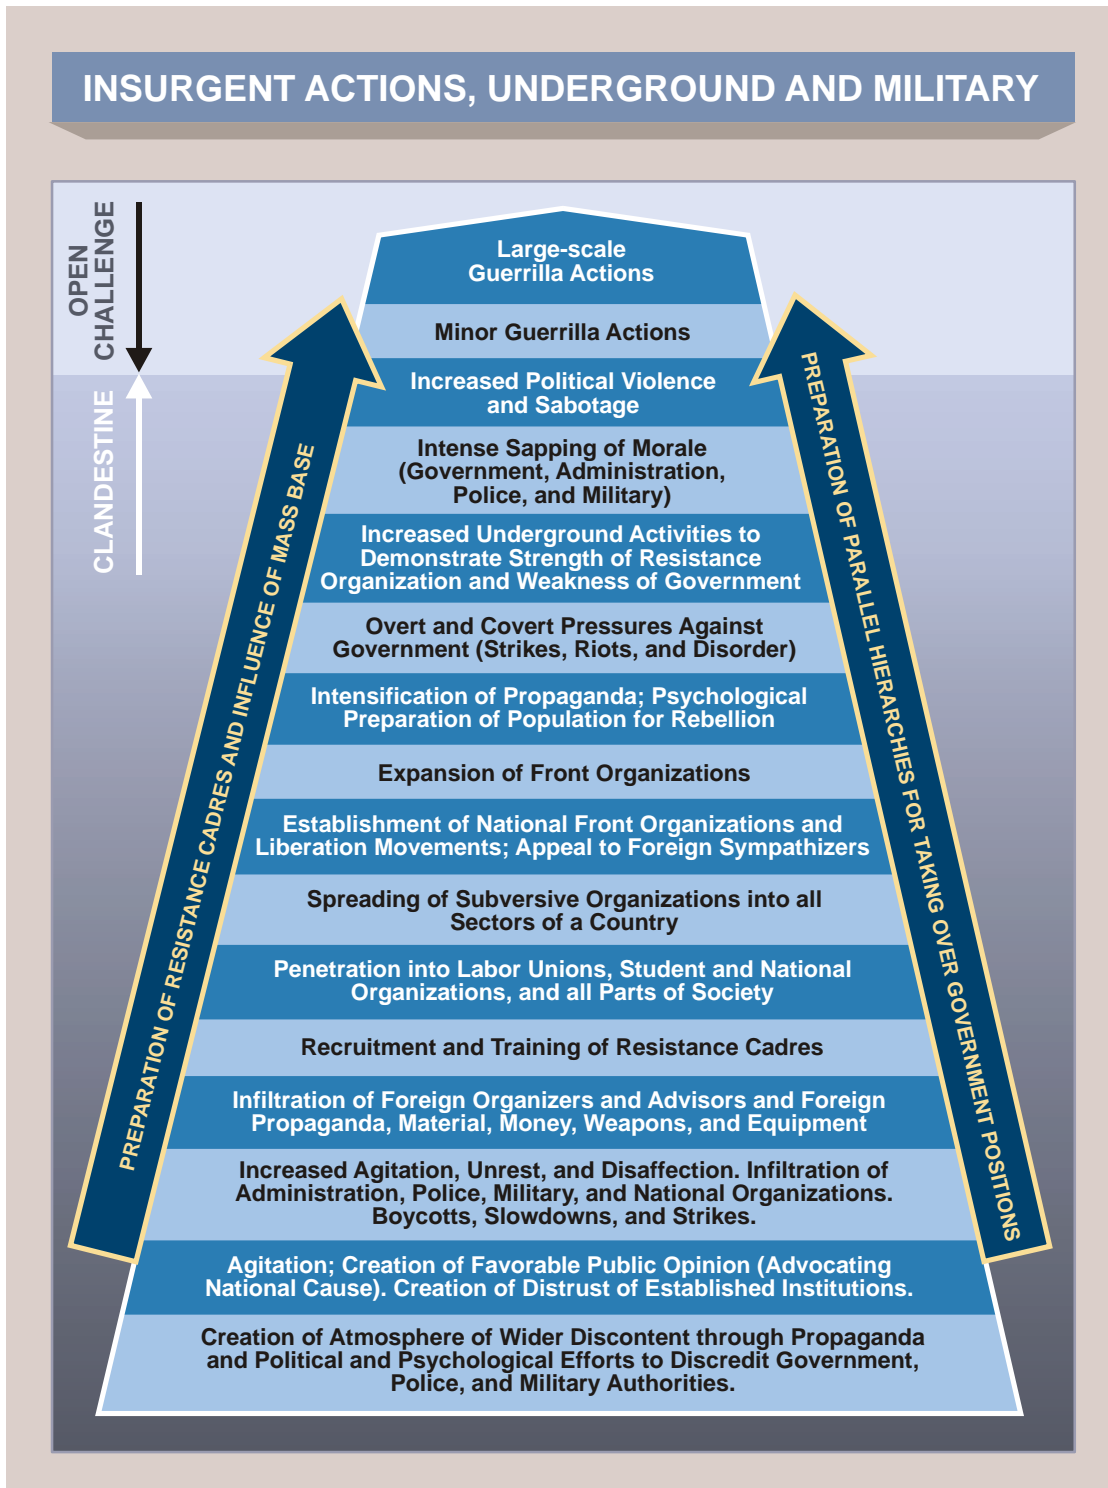 INSURGENT ACTIONS, UNDERGROUND AND MILITARY
OPEN
CHALLENGE
CLANDESTINE
PREPARATION OF RESISTANCE CADRES AND INFLUENCE OF MASS BASE
Large-scale
Guerrilla Actions
Minor Guerrilla Actions
Increased Political Violence
and Sabotage
Intense Sapping of Morale
(Government, Administration,
Police, and Military)
Increased Underground Activities to
Demonstrate Strength of Resistance
Organization and Weakness of Government
Overt and Covert Pressures Against
Government (Strikes, Riots, and Disorder)
Intensification of Propaganda; Psychological
Preparation of Population for Rebellion
Expansion of Front Organizations
Establishment of National Front Organizations and
Liberation Movements; Appeal to Foreign Sympathizers
Spreading of Subversive Organizations into all
Sectors of a Country
Penetration into Labor Unions, Student and National
Organizations, and all Parts of Society
Recruitment and Training of Resistance Cadres
Infiltration of Foreign Organizers and Advisors and Foreign
Propaganda, Material, Money, Weapons, and Equipment
Increased Agitation, Unrest, and Disaffection. Infiltration of
Administration, Police, Military, and National Organizations.
Boycotts, Slowdowns, and Strikes.
Agitation; Creation of Favorable Public Opinion (Advocating
National Cause). Creation of Distrust of Established Institutions.
Creation of Atmosphere of Wider Discontent through Propaganda
and Political and Psychological Efforts to Discredit Government,
Police, and Military Authorities.
PREPARATION OF PARALLEL HIERARCHIES FOR TAKING OVER GOVERNMENT POSITIONS